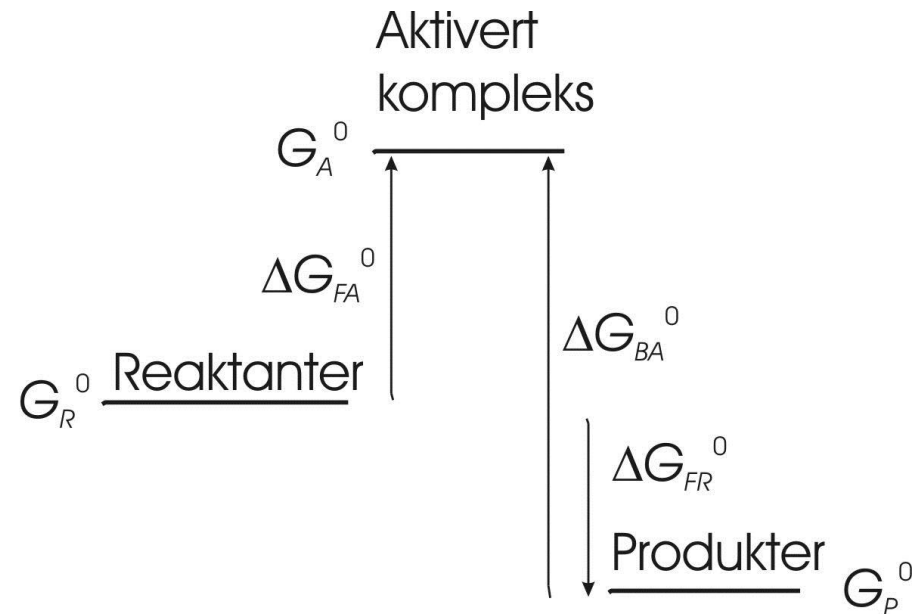 Aktivert
kompleks
G_A^0
ΔG_FA^0
ΔG_BA^0
Reaktanter
G_R^0
ΔG_FR^0
Produkter
G_P^0